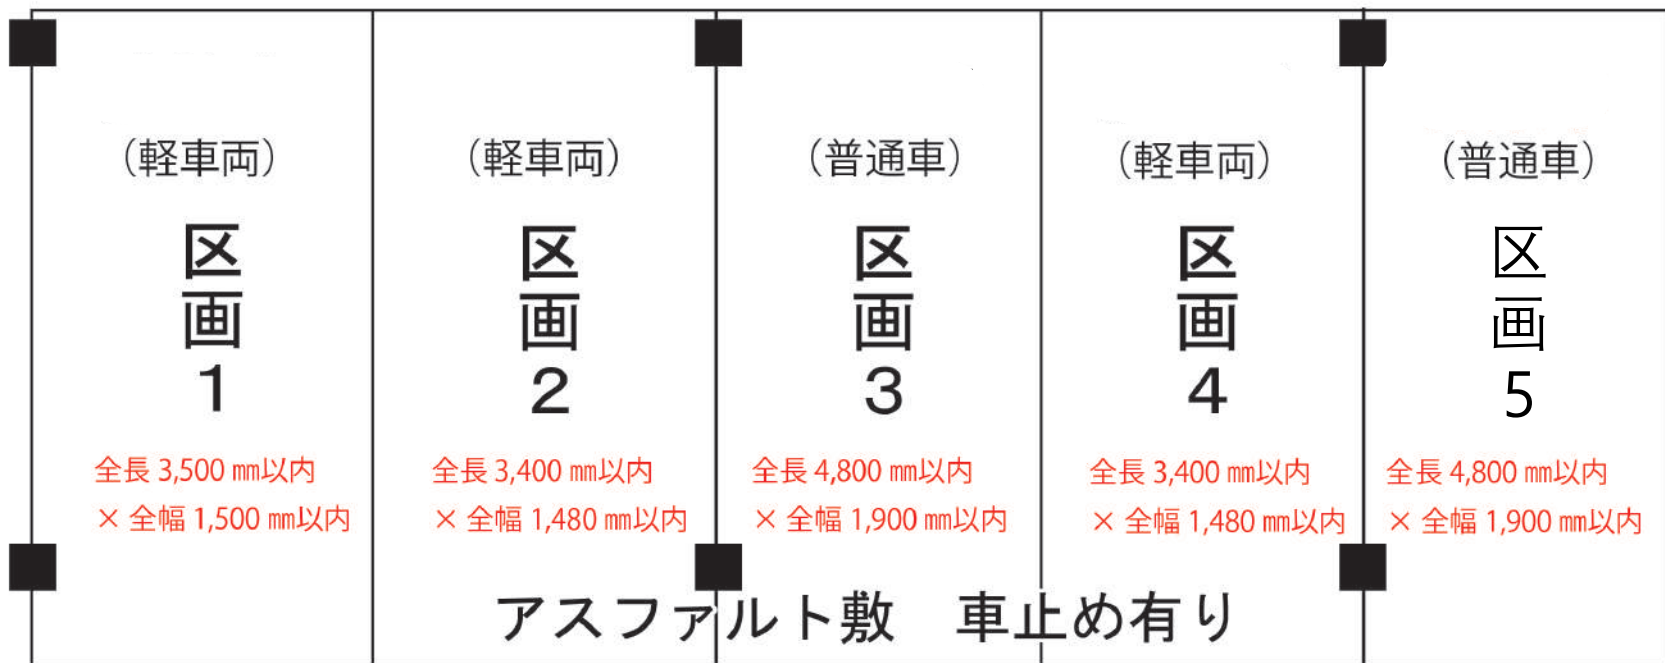 （軽車両）
区画1
全長 3,500 ㎜以内
× 全幅 1,500 ㎜以内
（軽車両）
区画2
全長 3,400 ㎜以内
× 全幅 1,480 ㎜以内
（普通車）
区画3
全長 4,800 ㎜以内
× 全幅 1,900 ㎜以内
（軽車両）
区画4
全長 3,400 ㎜以内
× 全幅 1,480 ㎜以内
（普通車）
区画5
全長 4,800 ㎜以内
× 全幅 1,900 ㎜以内
アスファルト敷　車止め有り